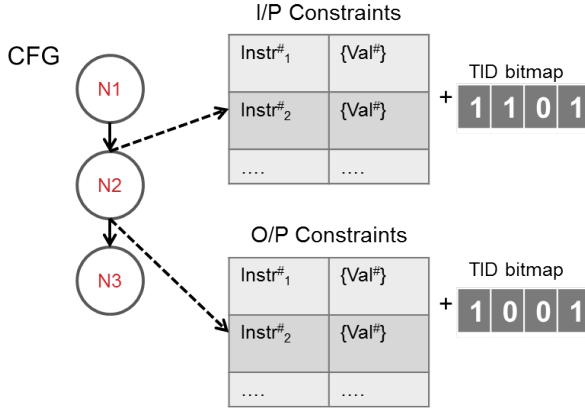 I/P Constraints
CFG
N1
N2
N3
Instr#1 {Val#}
Instr#2 {Val#}
.... ....
+
TID bitmap
1 1 0 1
O/P Constraints
Instr#1 {Val#}
Instr#2 {Val#}
.... ....
+
TID bitmap
1 0 0 1